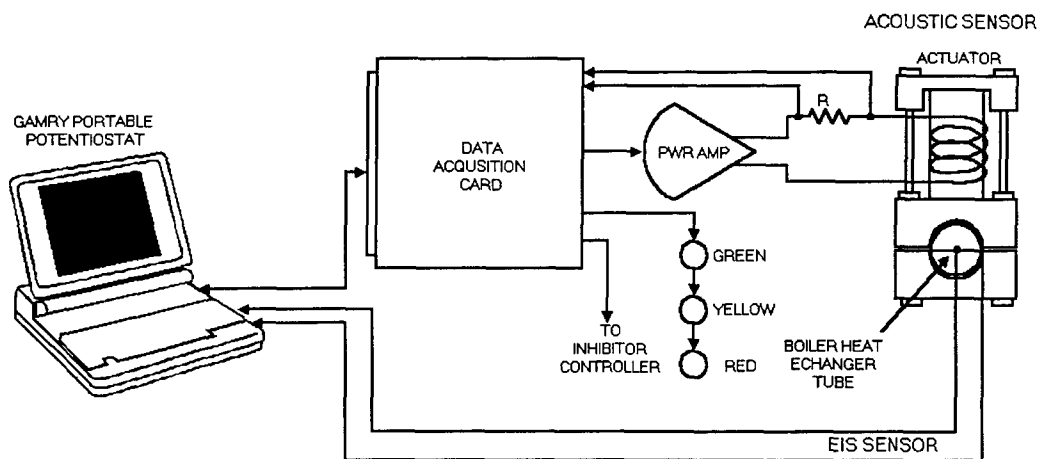 ACOUSTIC SENSOR
ACTUATOR
GAMRY PORTABLE
POTENTIOSTAT
R
DATA
ACQUSITION
CARD
PWR AMP
GREEN
YELLOW
RED
TO
INHIBITOR
CONTROLLER
BOILER HEAT
ECHANGER
TUBE
EIS SENSOR